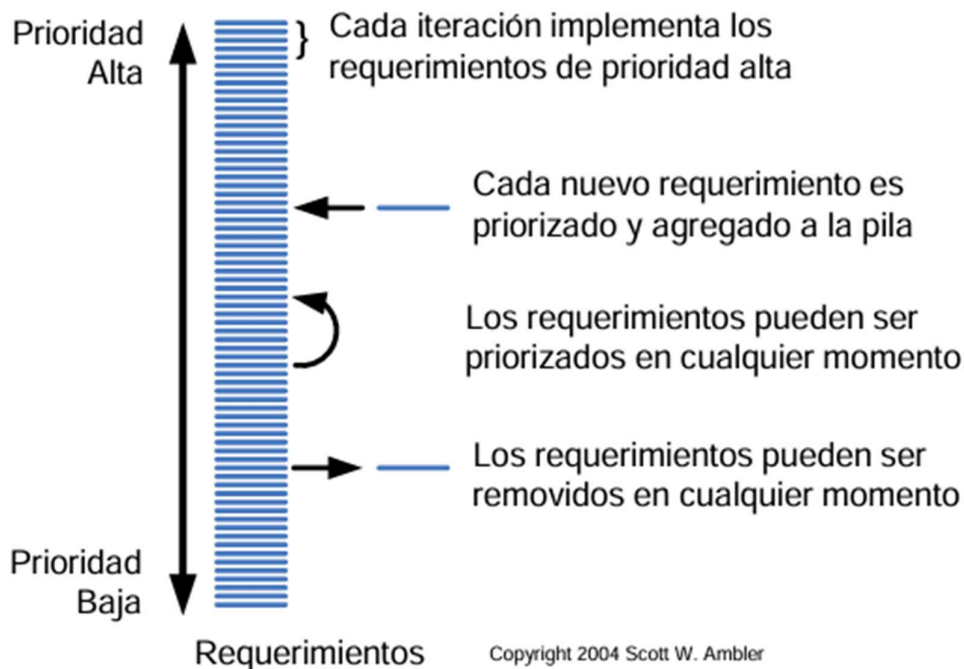 Prioridad
Alta
Cada iteración implementa los
requerimientos de prioridad alta
Cada nuevo requerimiento es
priorizado y agregado a la pila
Los requerimientos pueden ser
priorizados en cualquier momento
Los requerimientos pueden ser
removidos en cualquier momento
Prioridad
Baja
Requerimientos
Copyright 2004 Scott W. Ambler